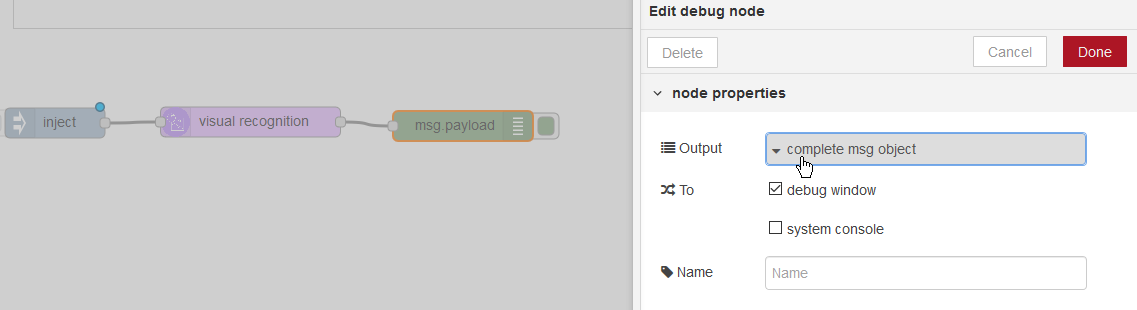 Edit debug node
Delete
Cancel
Done
node properties
inject
visual recognition
msg.payload
Output
complete msg object
To
debug window
system console
Name
Name